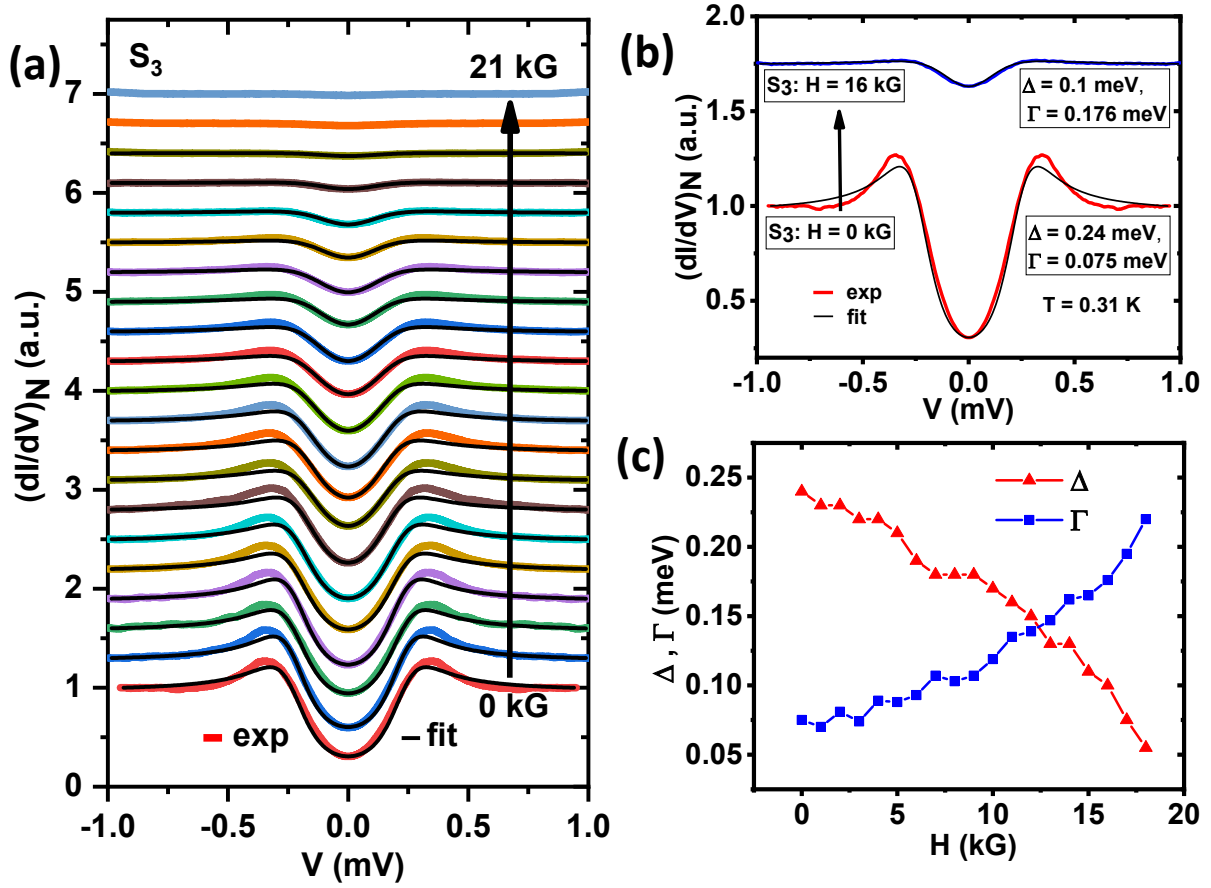 (a)
S₃
21 kG
7
6
5
4
3
2
1
0
(dI/dV)N (a.u.)
0 kG
exp
fit
-1.0 -0.5 0.0 0.5 1.0
V (mV)
(b)
2.0
1.5
1.0
0.5
(dI/dV)N (a.u.)
S₃: H = 16 kG
Δ = 0.1 meV,
Γ = 0.176 meV
S₃: H = 0 kG
Δ = 0.24 meV,
Γ = 0.075 meV
exp
fit
T = 0.31 K
-1.0 -0.5 0.0 0.5 1.0
V (mV)
(c)
0.25
0.20
0.15
0.10
0.05
Δ, Γ (meV)
Δ
Γ
0 5 10 15 20
H (kG)